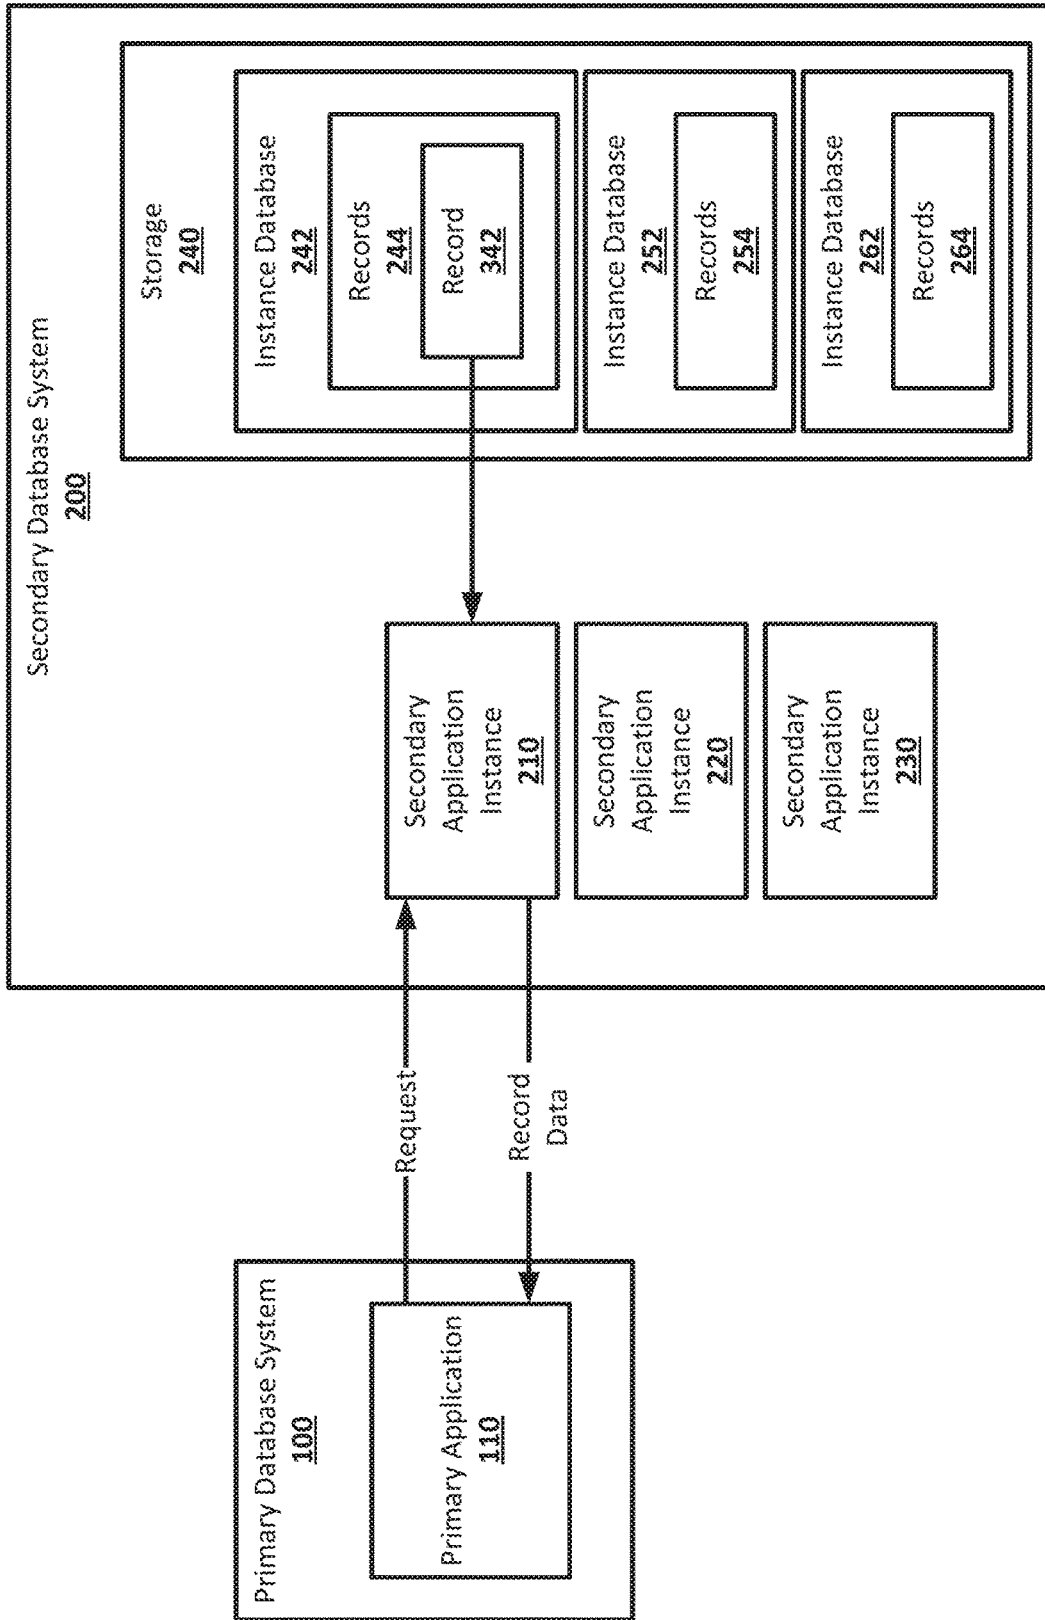 Secondary Database System
200
Storage
240
Instance Database
242
Records
244
Record
342
Instance Database
252
Records
254
Instance Database
262
Records
264
Secondary
Application
Instance
210
Secondary
Application
Instance
220
Secondary
Application
Instance
230
Request
Record
Data
Primary Database System
100
Primary Application
110